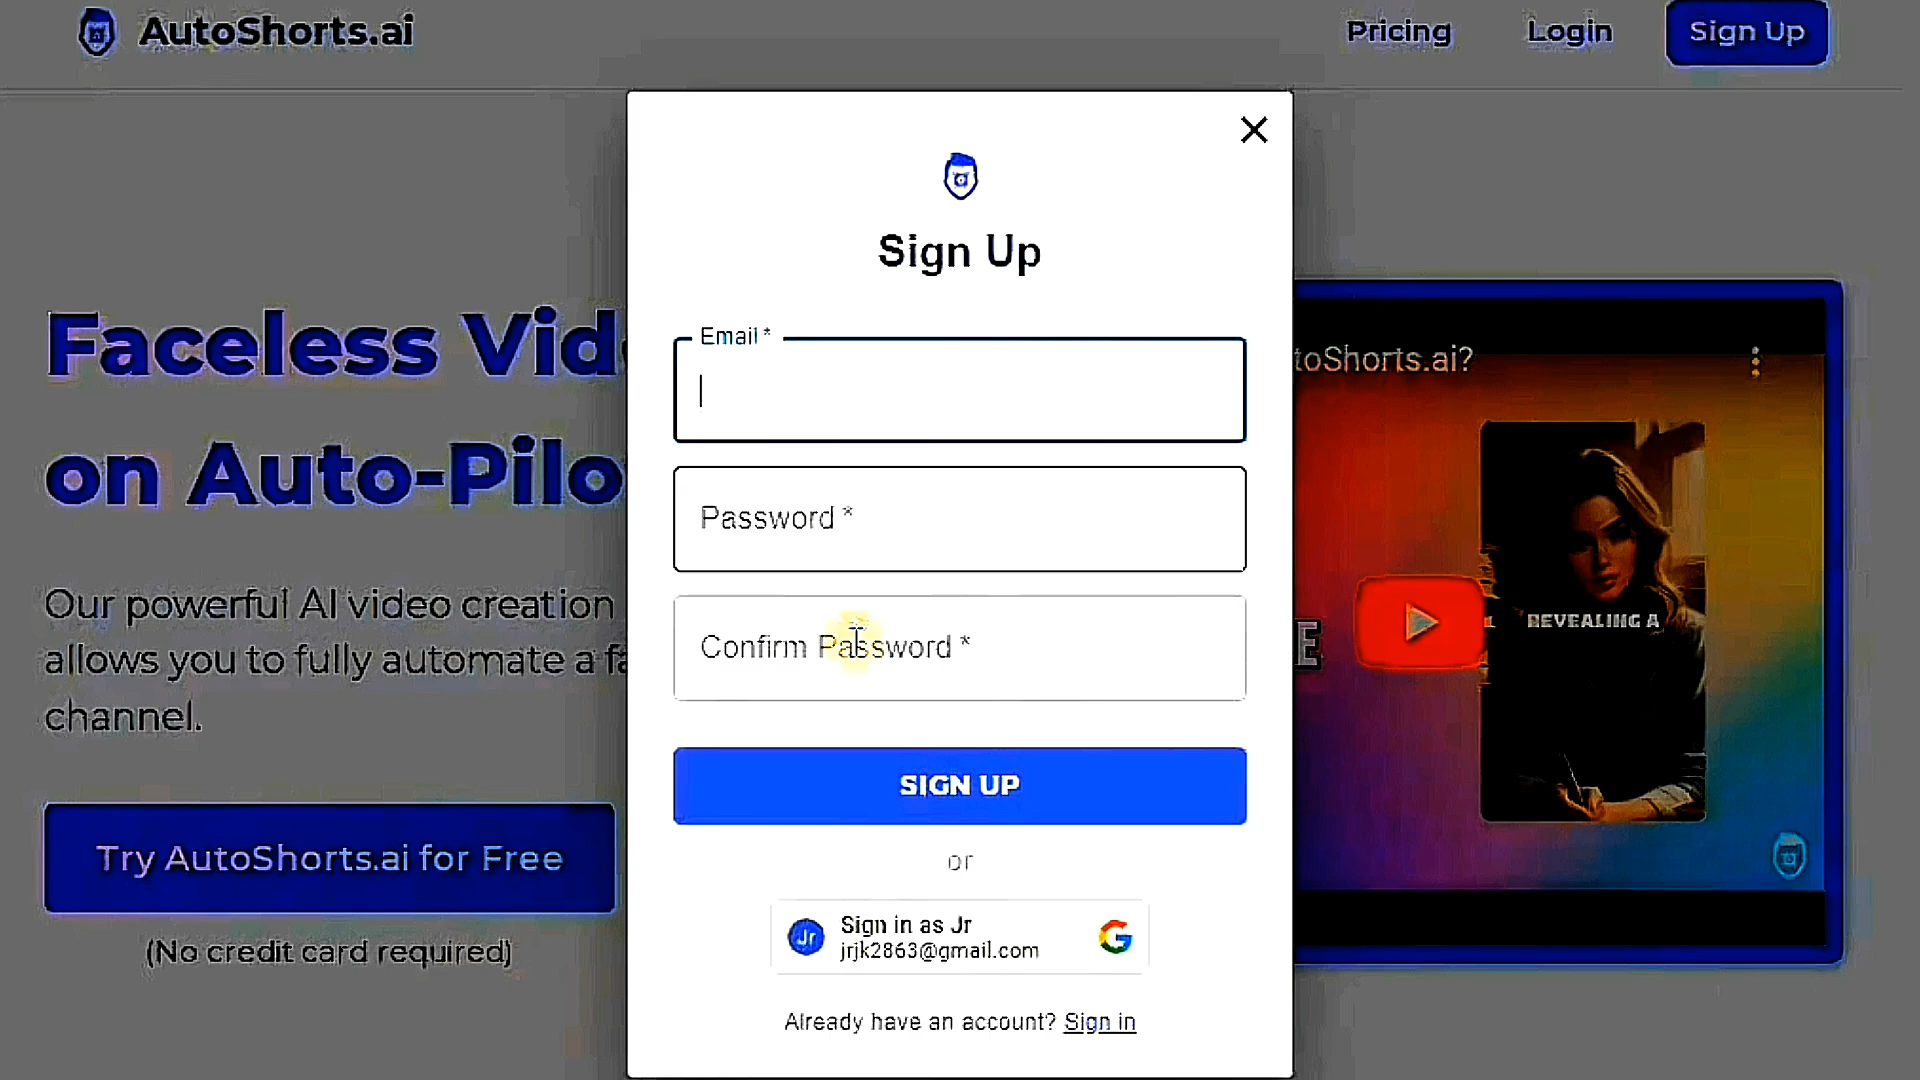 AutoShorts.ai
Pricing
Login
Sign Up
Sign Up
Email *
Password *
Confirm Password *
SIGN UP
or
Jr
Sign in as Jr
jrjk2863@gmail.com
Already have an account? Sign in
Faceless Vid
on Auto-Pilo
Our powerful AI video creation
allows you to fully automate a fa
channel.
Try AutoShorts.ai for Free
(No credit card required)
toShorts.ai?
REVEALING A
E